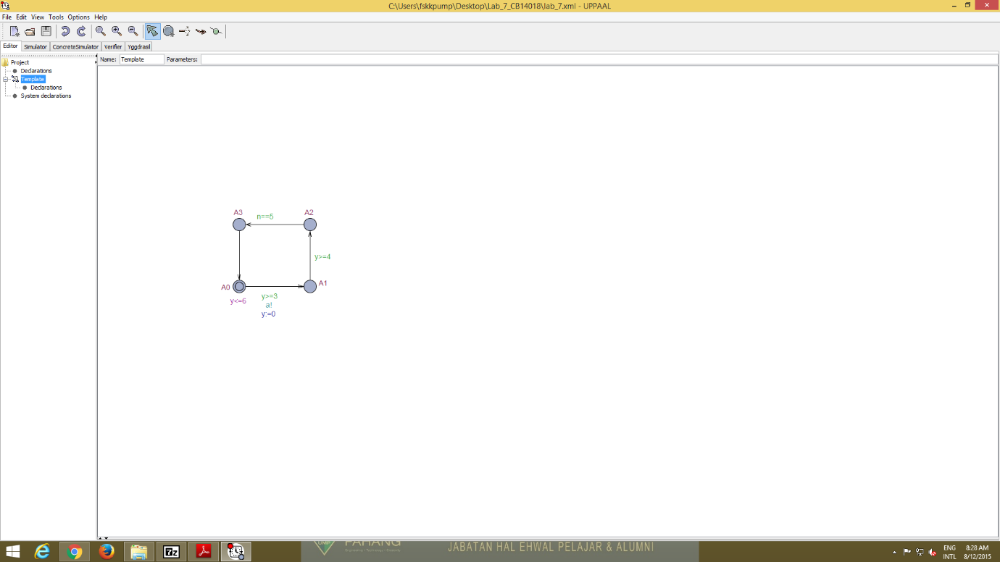 C:\Users\fskkpump\Desktop\Lab_7_CB14018\lab_7.xml - UPPAAL
File Edit View Tools Options Help
Editor Simulator ConcreteSimulator Verifier Yggdrasil
Name: Template Parameters:
Project
Declarations
Template
Declarations
System declarations
A3 n==5 A2
y>=4
A0 A1
y<=6 y>=3
a!
y:=0
UMP PAHANG
JABATAN HAL EHWAL PELAJAR & ALUMNI
7z
ENG 8:28 AM
INTL 8/12/2015